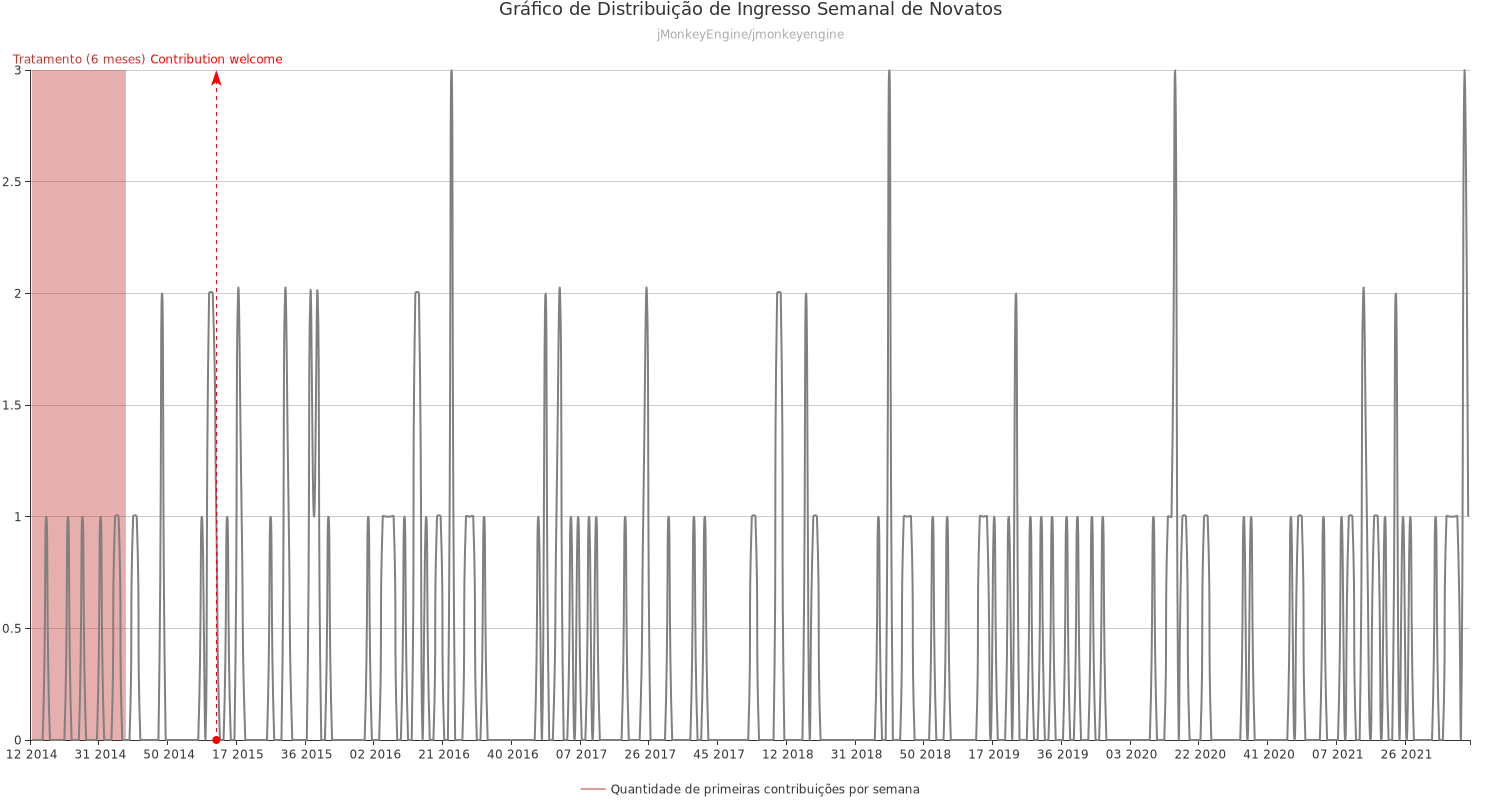 Gráfico de Distribuição de Ingresso Semanal de Novatos
jMonkeyEngine/jmonkeyengine
Tratamento (6 meses) Contribution welcome
3
2.5
2
1.5
1
0.5
0
12 2014 31 2014 50 2014 17 2015 36 2015 02 2016 21 2016 40 2016 07 2017 26 2017 45 2017 12 2018 31 2018 50 2018 17 2019 36 2019 03 2020 22 2020 41 2020 07 2021 26 2021
Quantidade de primeiras contribuições por semana